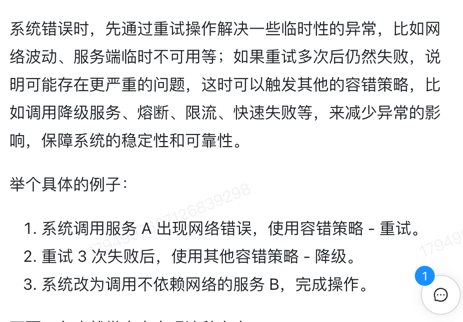 系统错误时，先通过重试操作解决一些临时性的异常，比如网
络波动、服务端临时不可用等；如果重试多次后仍然失败，说
明可能存在更严重的问题，这时可以触发其他的容错策略，比
如调用降级服务、熔断、限流、快速失败等，来减少异常的影
响，保障系统的稳定性和可靠性。
举个具体的例子：
1. 系统调用服务 A 出现网络错误，使用容错策略 - 重试。
2. 重试 3 次失败后，使用其他容错策略 - 降级。
3. 系统改为调用不依赖网络的服务 B，完成操作。
1